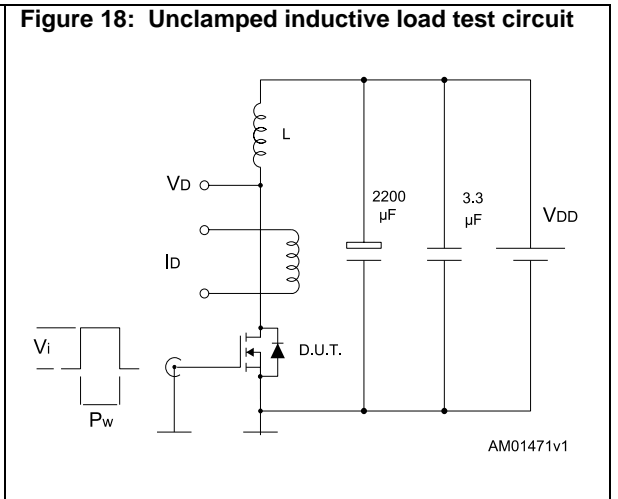 Figure 18: Unclamped inductive load test circuit
L
VD
2200
µF
3.3
µF
VDD
ID
Vi
D.U.T.
Pw
AM01471v1